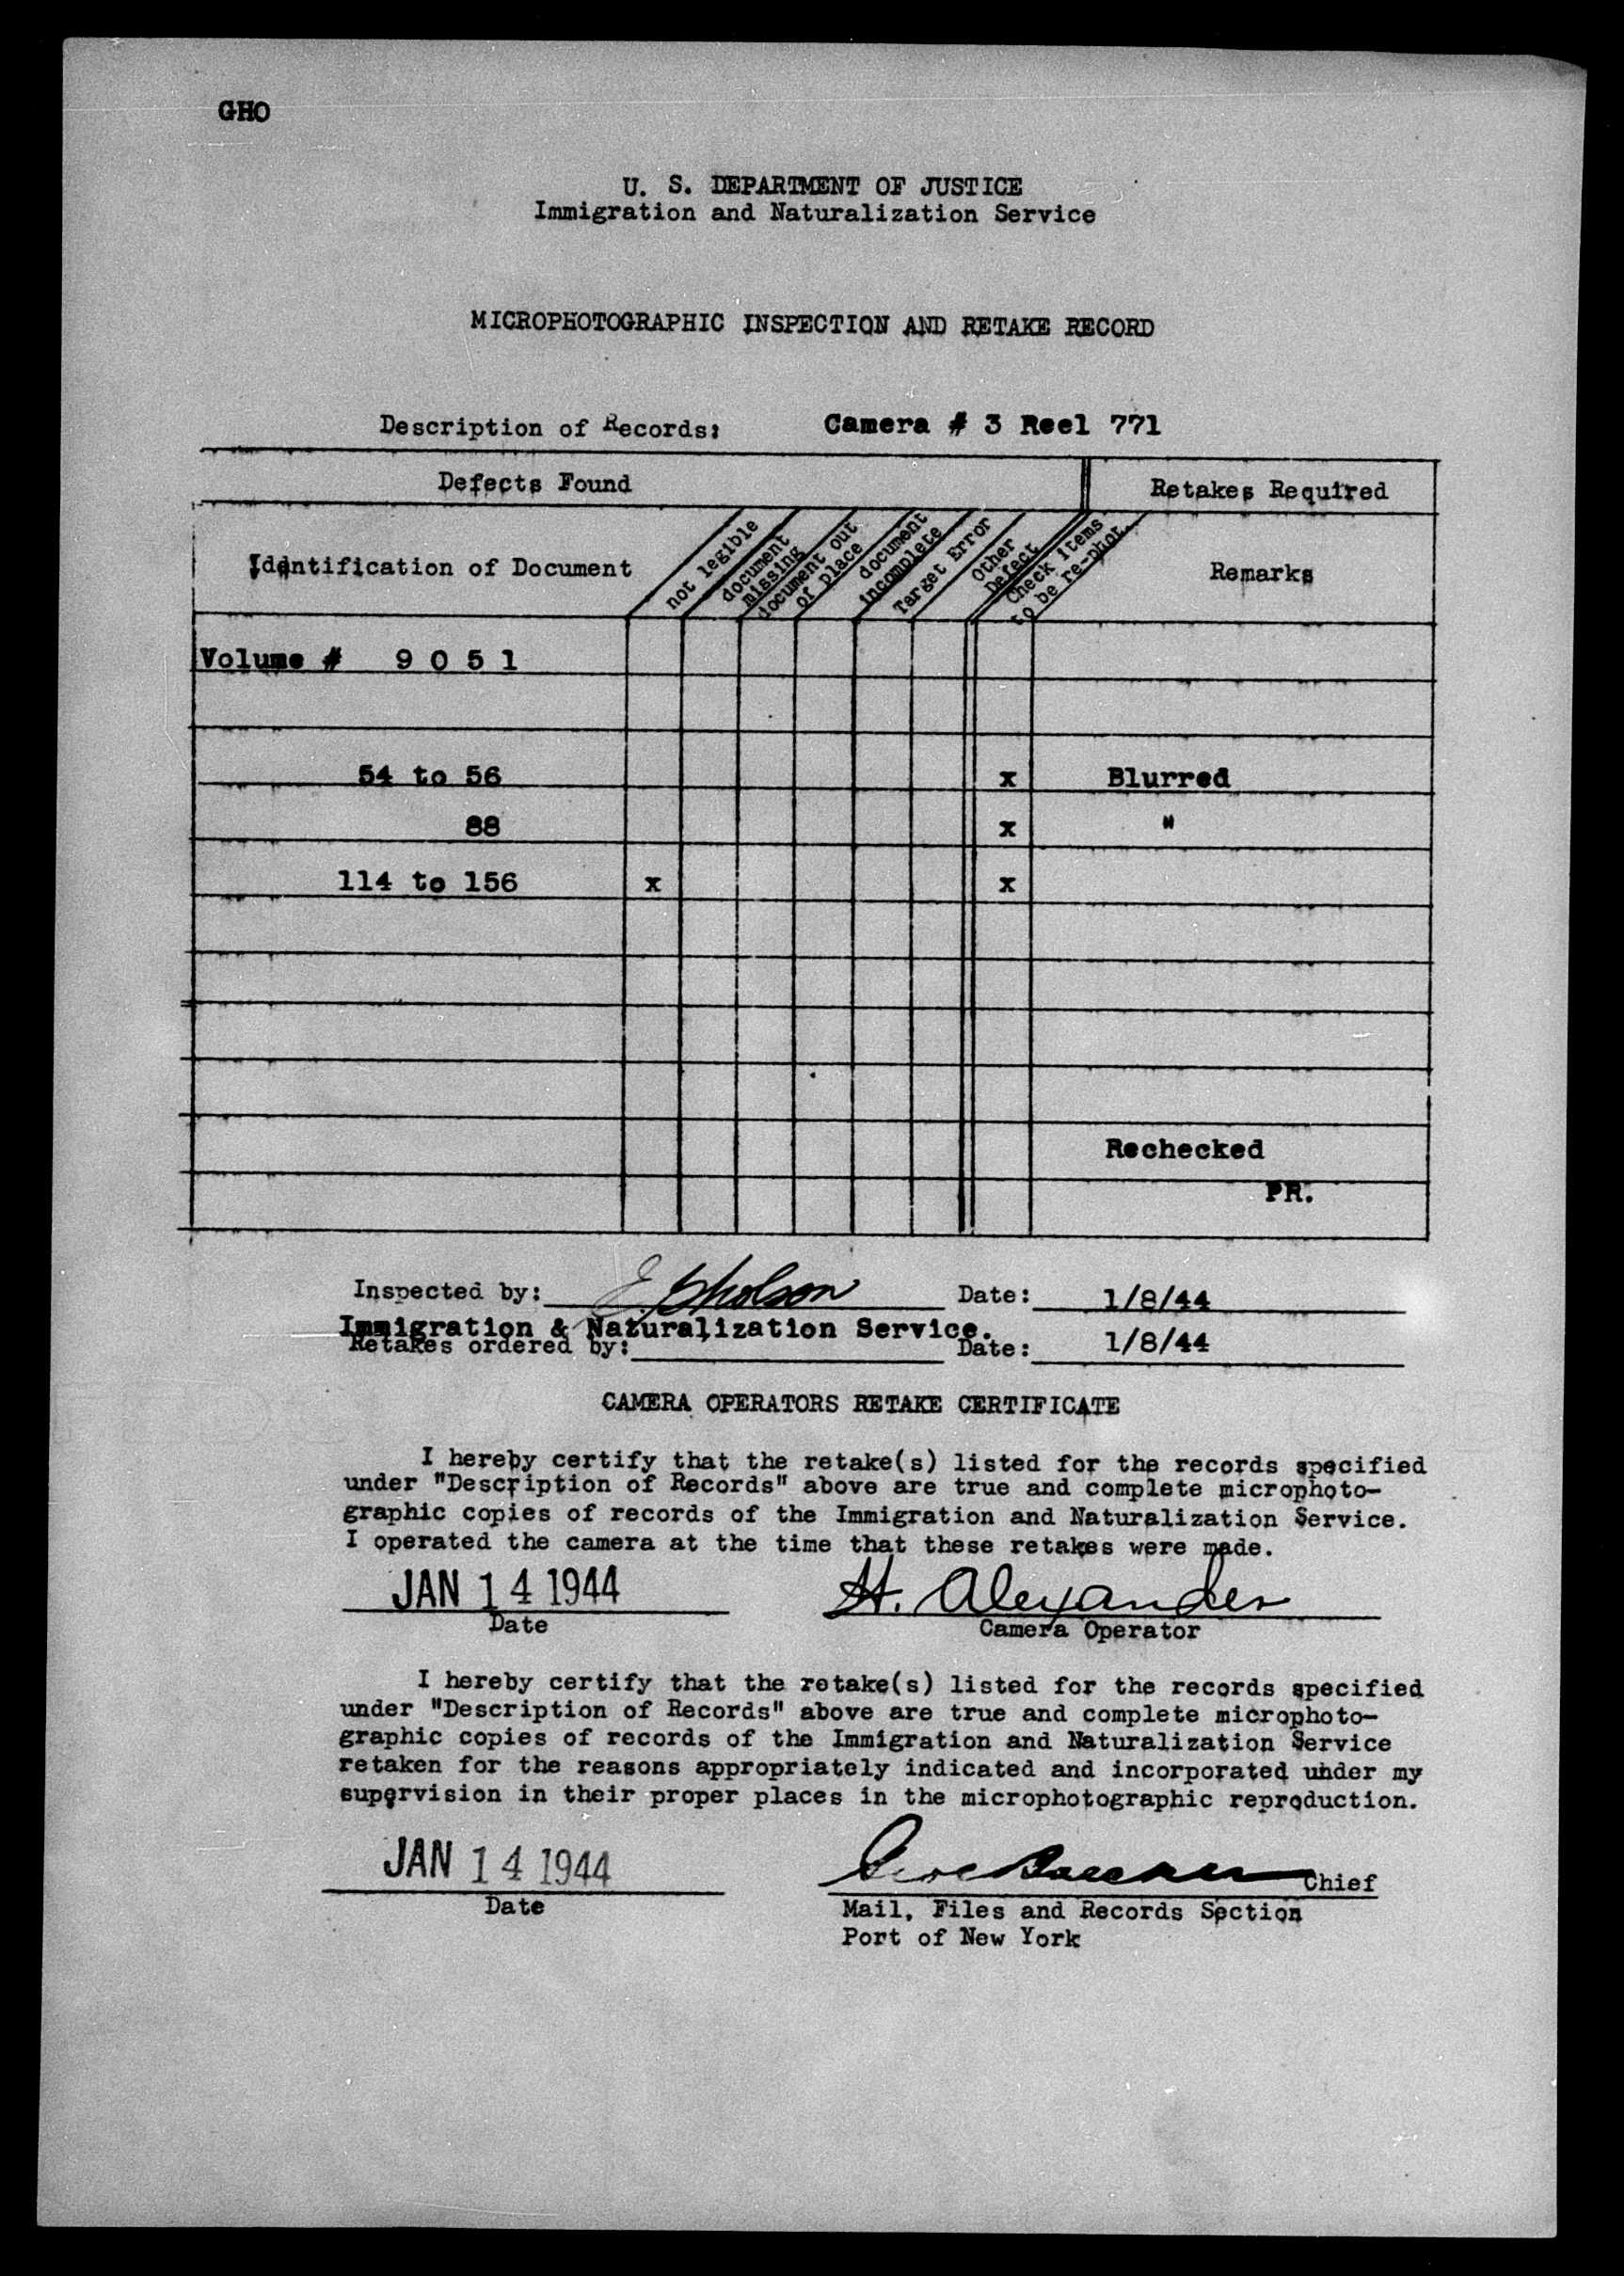 GHO
U. S. DEPARTMENT OF JUSTICE
Immigration and Naturalization Service
MICROPHOTOGRAPHIC INSPECTION AND RETAKE RECORD
Description of Records: Camera # 3 Reel 771
Defects Found Retakes Required
Identification of Document
not legible
document missing
document out of place
document incomplete
Target Error
Other Defect
Check items to be re-phot.
Remarks
Volume # 9 0 5 1
54 to 56 x Blurred
88 x "
114 to 156 x x
Rechecked
PR.
Inspected by: Date: 1/8/44
Immigration & Naturalization Service.
Retakes ordered by: Date: 1/8/44
CAMERA OPERATORS RETAKE CERTIFICATE
I hereby certify that the retake(s) listed for the records specified
under "Description of Records" above are true and complete microphoto-
graphic copies of records of the Immigration and Naturalization Service.
I operated the camera at the time that these retakes were made.
JAN 14 1944 H. Alexander
Date Camera Operator
I hereby certify that the retake(s) listed for the records specified
under "Description of Records" above are true and complete microphoto-
graphic copies of records of the Immigration and Naturalization Service
retaken for the reasons appropriately indicated and incorporated under my
supervision in their proper places in the microphotographic reproduction.
JAN 14 1944 Chief
Date Mail, Files and Records Section
Port of New York